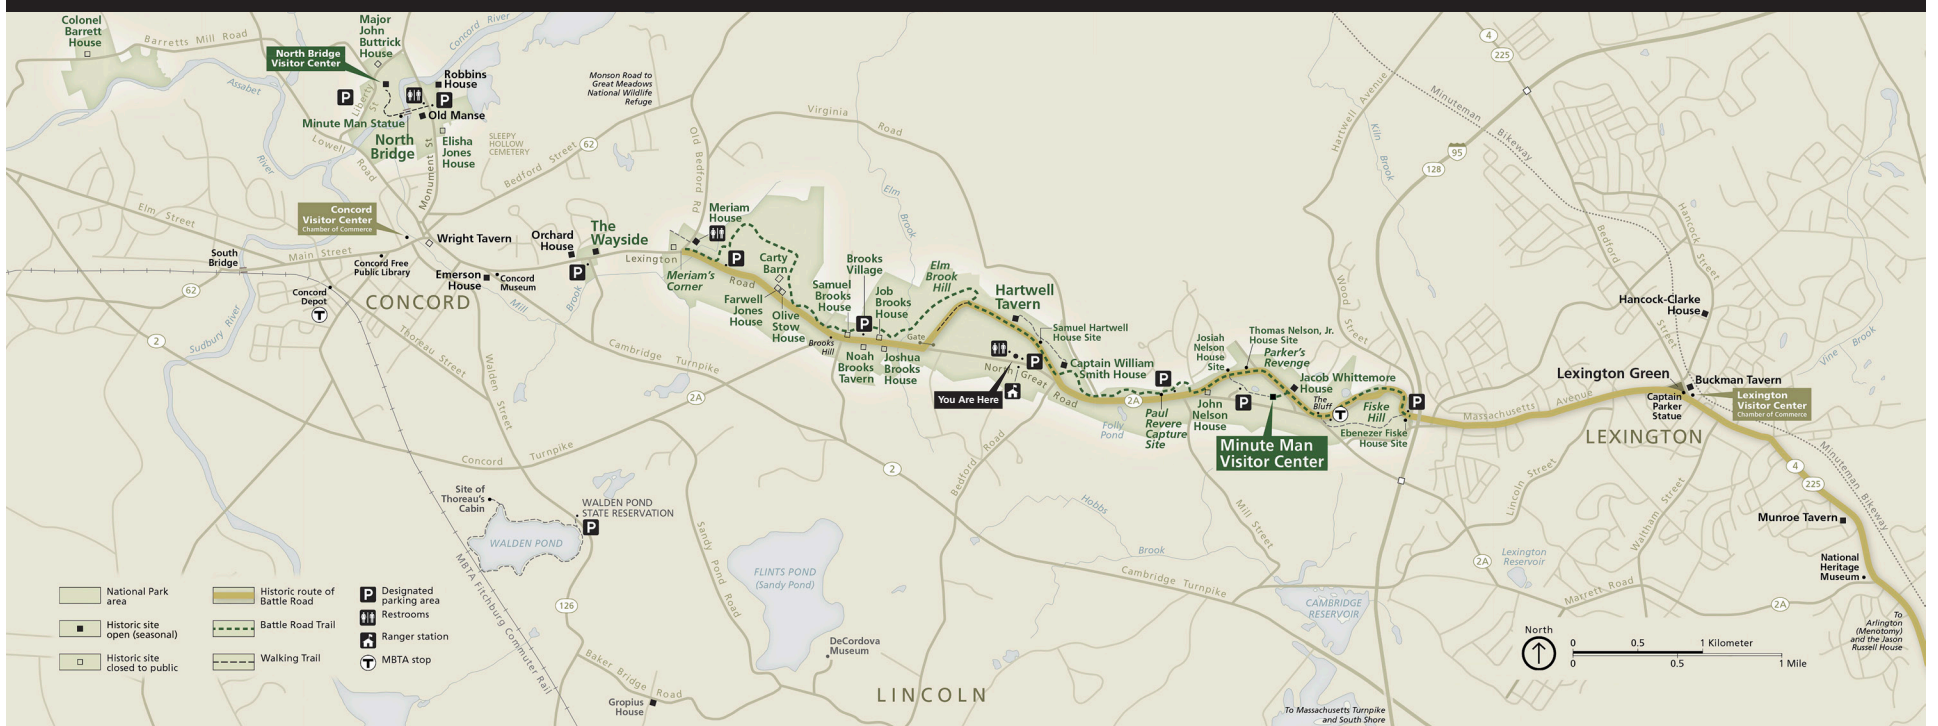 Colonel
Barrett
House
Barretts Mill Road
Major
John
Buttrick
House
Concord River
North Bridge
Visitor Center
Robbins
House
P
P
Liberty
St
Assabet
River
Minute Man Statue
Old Manse
North
Bridge
Elisha
Jones
House
Lowell
Road
Monument St
SLEEPY
HOLLOW
CEMETERY
Bedford Street
62
Monson Road to
Great Meadows
National Wildlife
Refuge
Old Bedford Rd
Virginia
Road
Elm
Brook
Hartwell Avenue
Kiln
Brook
Minuteman
Bikeway
4
225
95
128
Elm Street
Concord
Visitor Center
Chamber of Commerce
Wright Tavern
South
Bridge
Main Street
Concord Free
Public Library
Emerson
House
Concord
Museum
Orchard
House
The
Wayside
P
Lexington
Road
Meriam
House
Meriam's
Corner
P
Carty
Barn
Farwell
Jones
House
Olive
Stow
House
Samuel
Brooks
House
Brooks
Village
P
Job
Brooks
House
Elm
Brook
Hill
Brooks
Hill
Noah
Brooks
Tavern
Joshua
Brooks
House
Gate
Hartwell
Tavern
Samuel Hartwell
House Site
P
Captain William
Smith House
North Great
Road
You Are Here
2A
Folly
Pond
P
Paul
Revere
Capture
Site
Josiah
Nelson
House
Site
John
Nelson
House
Thomas Nelson, Jr.
House Site
Parker's
Revenge
Jacob Whittemore
House
P
Minute Man
Visitor Center
The
Bluff
T
Fiske
Hill
P
Ebenezer Fiske
House Site
Wood
Street
Massachusetts
Avenue
Bedford
Street
Hancock
Street
Hancock-Clarke
House
Vine Brook
Lexington Green
Buckman Tavern
Captain
Parker
Statue
Lexington
Visitor Center
Chamber of Commerce
LEXINGTON
4
225
Minuteman Bikeway
Munroe Tavern
National
Heritage
Museum
To
Arlington
(Menotomy)
and the Jason
Russell House
62
Concord
Depot
T
CONCORD
Mill
Brook
Sudbury River
2
Thoreau Street
Walden
Street
Cambridge Turnpike
2A
Concord
Turnpike
2
Bedford Road
Hobbs
Brook
Mill Street
Lincoln Street
Waltham Street
2A
Lexington
Reservoir
Marrett Road
2A
Site of
Thoreau's
Cabin
WALDEN POND
STATE RESERVATION
P
WALDEN POND
MBTA Fitchburg Commuter Rail
126
Sandy Pond Road
FLINTS POND
(Sandy Pond)
Cambridge Turnpike
CAMBRIDGE
RESERVOIR
DeCordova
Museum
Baker Bridge Road
Gropius
House
LINCOLN
To Massachusetts Turnpike
and South Shore
National Park
area
Historic site
open (seasonal)
Historic site
closed to public
Historic route of
Battle Road
Battle Road Trail
Walking Trail
P
Designated
parking area
Restrooms
Ranger station
T
MBTA stop
North
0 0.5 1 Kilometer
0 0.5 1 Mile